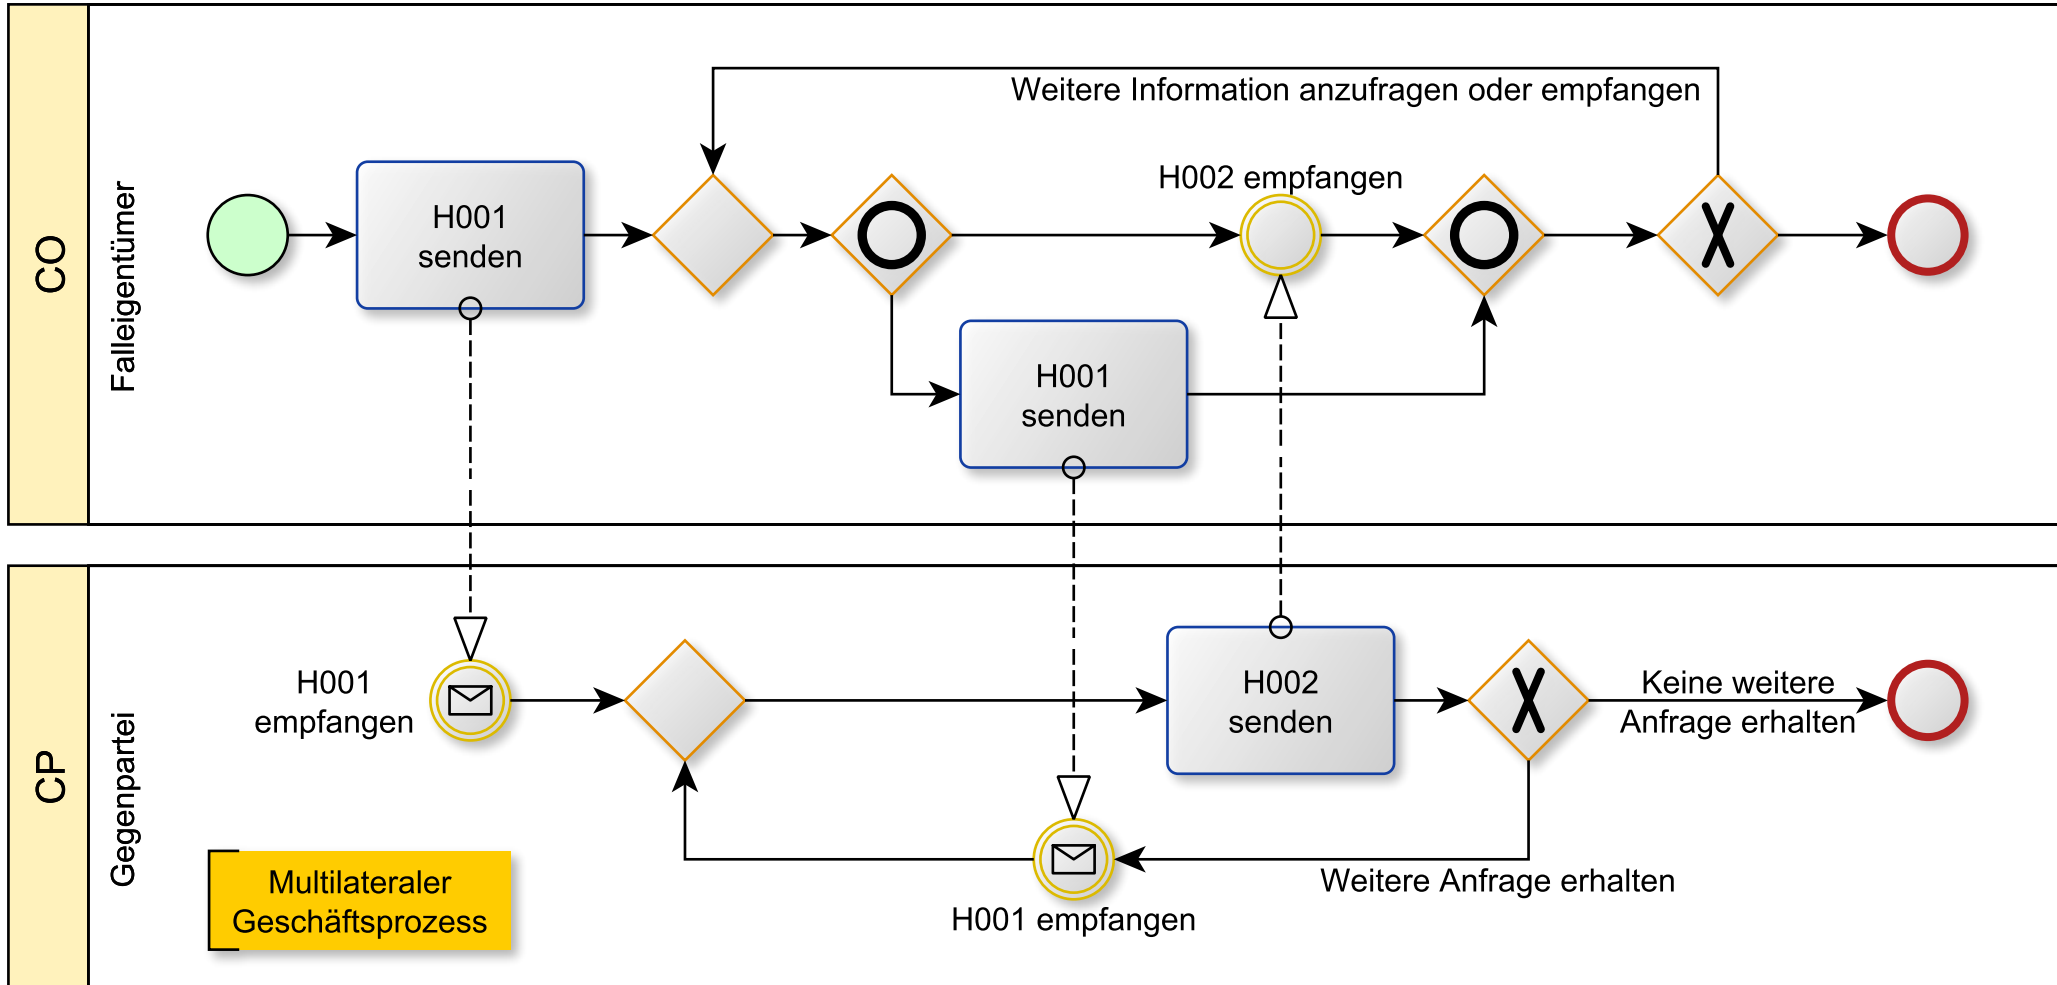 CO
Falleigentümer
Weitere Information anzufragen oder empfangen
H001
senden
H002 empfangen
H001
senden
CP
Gegenpartei
H001
empfangen
H002
senden
Keine weitere
Anfrage erhalten
Weitere Anfrage erhalten
H001 empfangen
Multilateraler
Geschäftsprozess